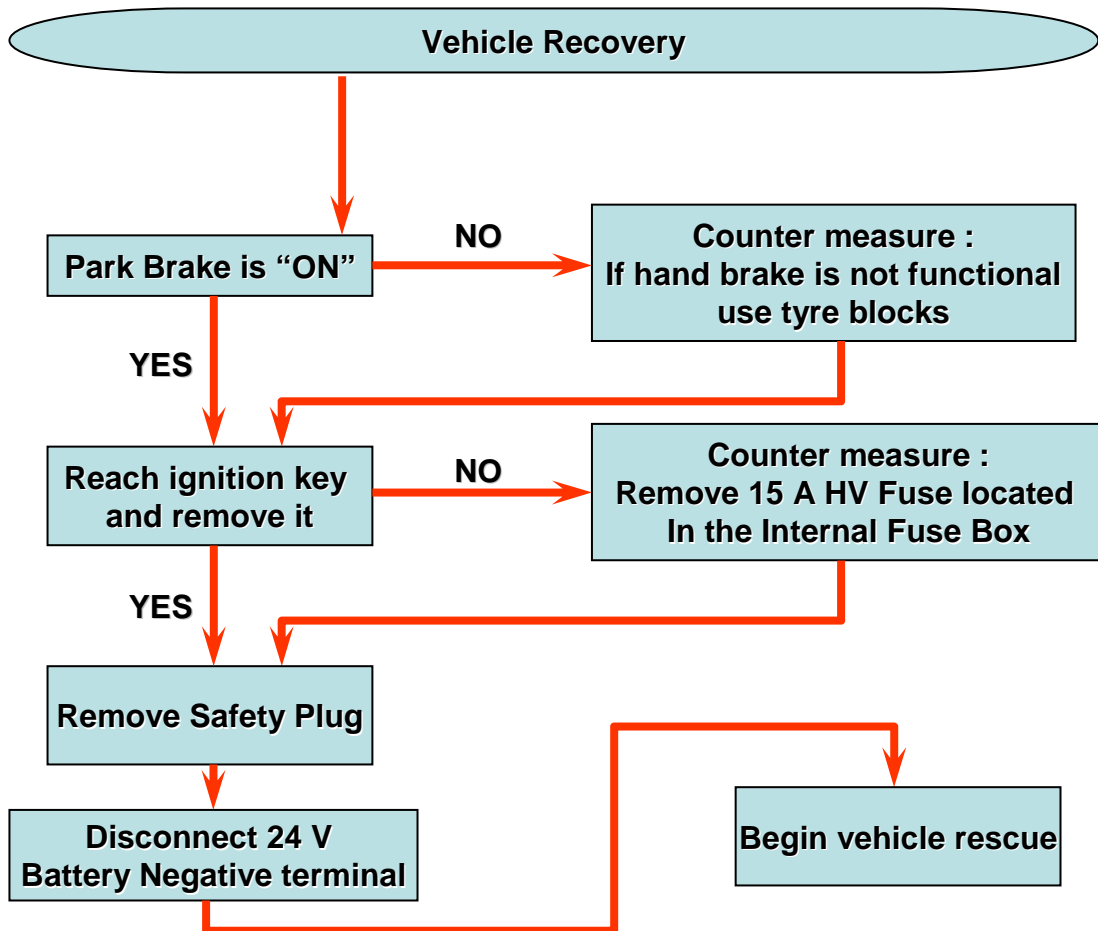 Vehicle Recovery
Park Brake is “ON”
NO
Counter measure :
If hand brake is not functional
use tyre blocks
YES
Reach ignition key
and remove it
NO
Counter measure :
Remove 15 A HV Fuse located
In the Internal Fuse Box
YES
Remove Safety Plug
Disconnect 24 V
Battery Negative terminal
Begin vehicle rescue